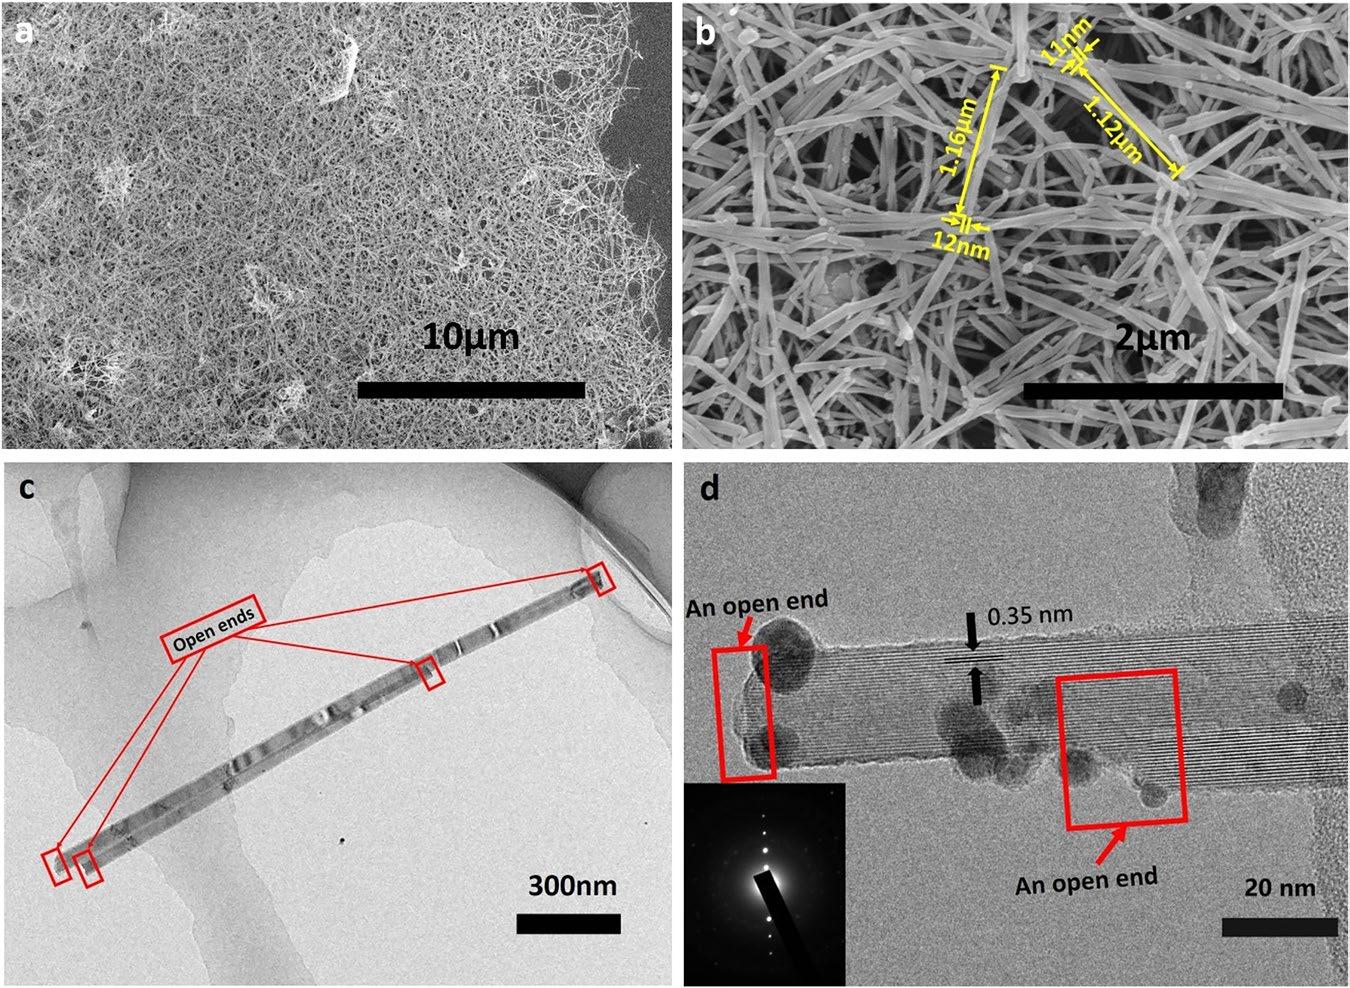 a
10μm
b
11nm
1.16μm
1.12μm
12nm
2μm
c
Open ends
300nm
d
An open end
0.35 nm
An open end
20 nm